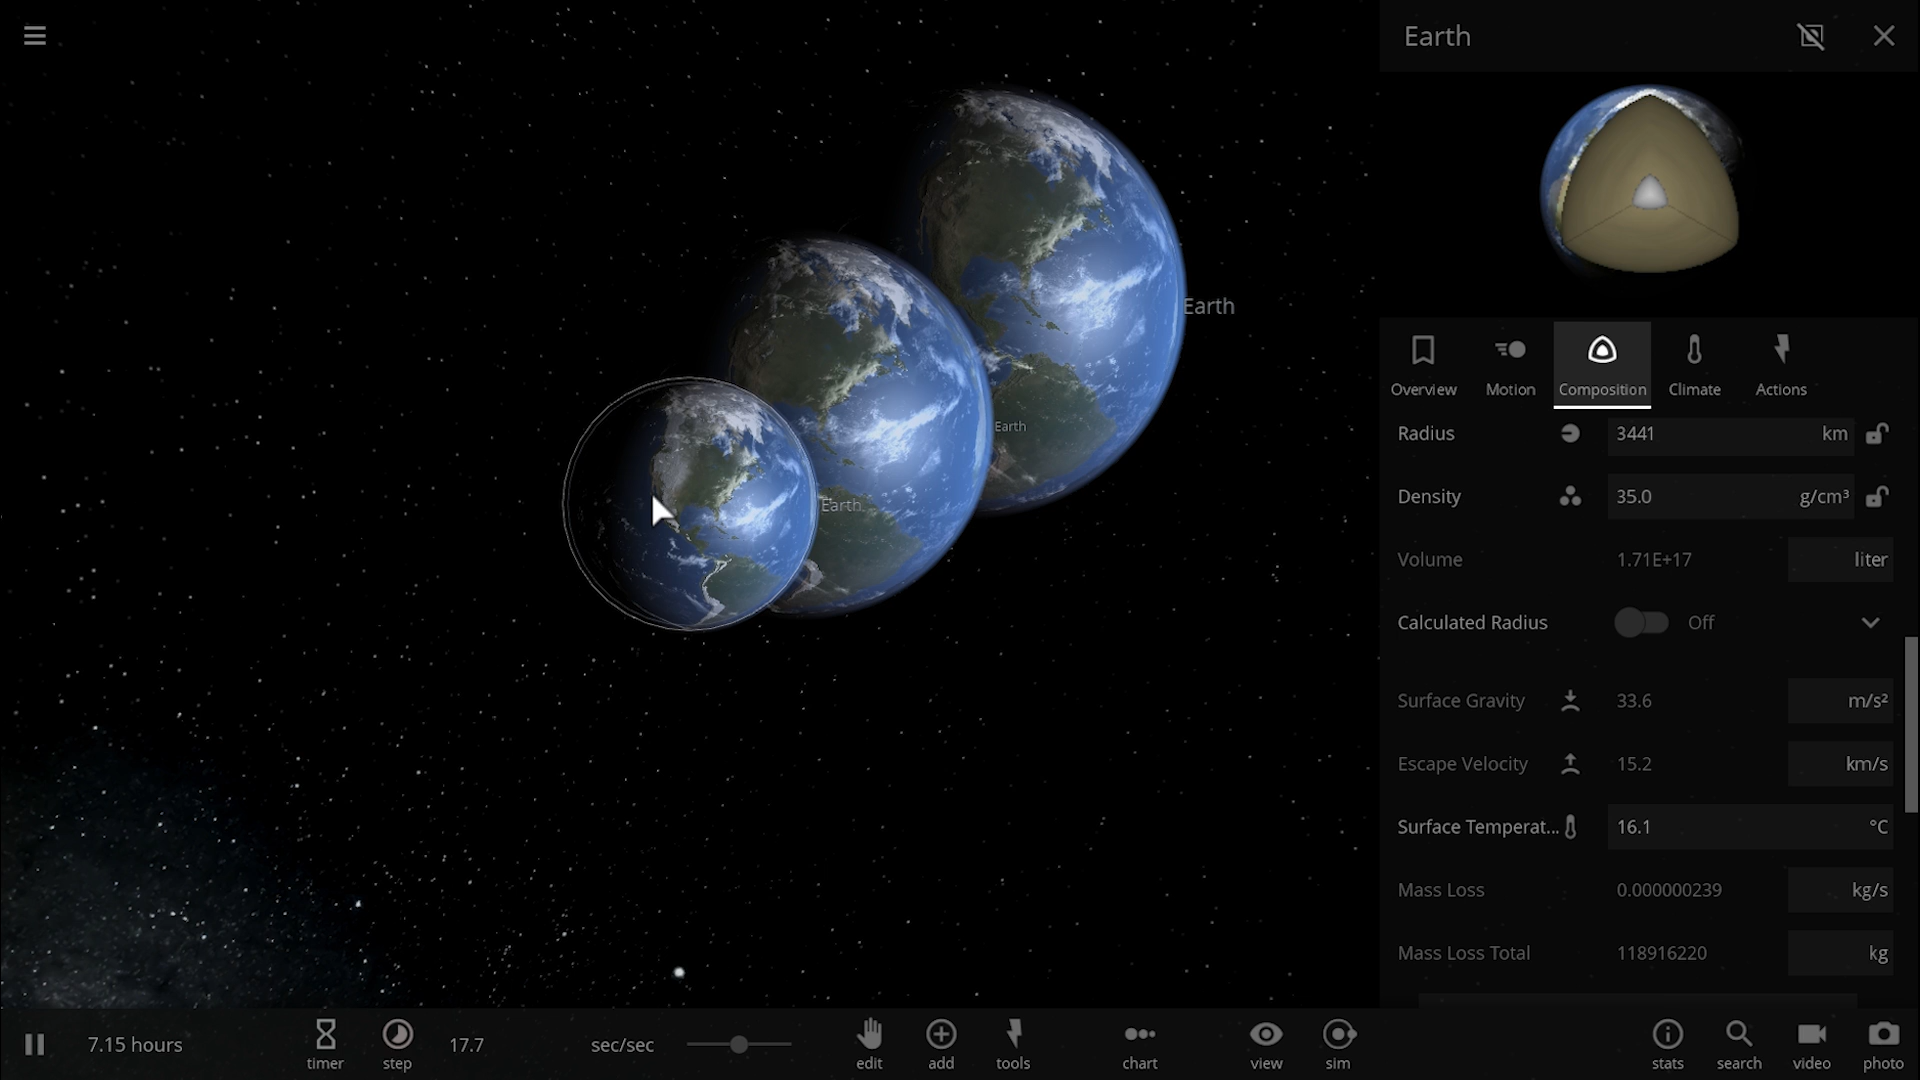 Earth
Earth
Earth
Earth
Overview
Motion
Composition
Climate
Actions
Radius 3441 km
Density 35.0 g/cm³
Volume 1.71E+17 liter
Calculated Radius Off
Surface Gravity 33.6 m/s²
Escape Velocity 15.2 km/s
Surface Temperat... 16.1 °C
Mass Loss 0.000000239 kg/s
Mass Loss Total 118916220 kg
7.15 hours
timer
step
17.7 sec/sec
edit
add
tools
chart
view
sim
stats
search
video
photo